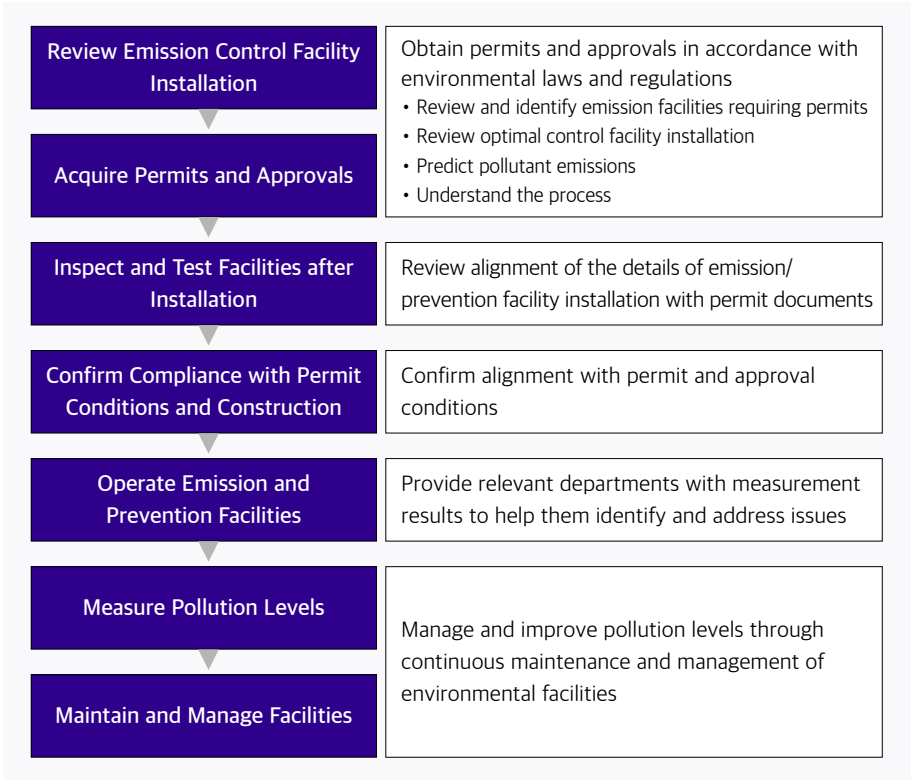 Review Emission Control Facility
Installation
Obtain permits and approvals in accordance with
environmental laws and regulations
• Review and identify emission facilities requiring permits
• Review optimal control facility installation
• Predict pollutant emissions
• Understand the process
Acquire Permits and Approvals
Inspect and Test Facilities after
Installation
Review alignment of the details of emission/
prevention facility installation with permit documents
Confirm Compliance with Permit
Conditions and Construction
Confirm alignment with permit and approval
conditions
Operate Emission and
Prevention Facilities
Provide relevant departments with measurement
results to help them identify and address issues
Measure Pollution Levels
Manage and improve pollution levels through
continuous maintenance and management of
environmental facilities
Maintain and Manage Facilities